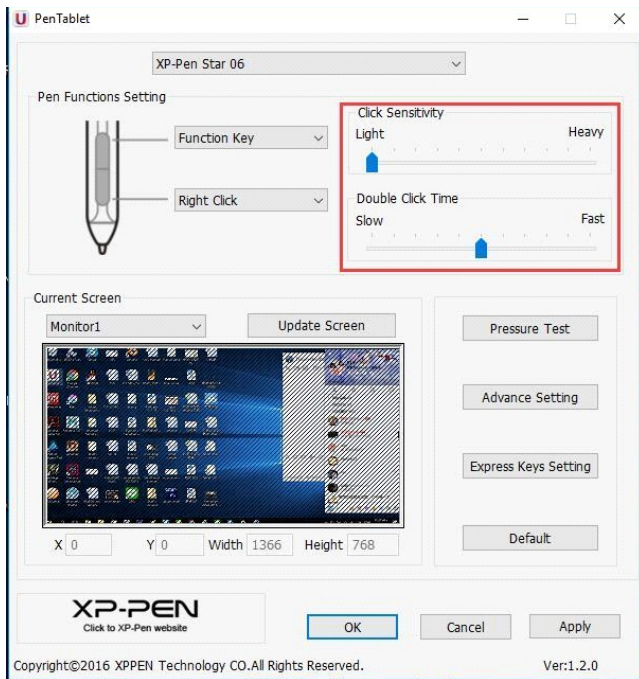 PenTablet
XP-Pen Star 06
Pen Functions Setting
Function Key
Right Click
Click Sensitivity
Light Heavy
Double Click Time
Slow Fast
Current Screen
Monitor1 Update Screen
X 0 Y 0 Width 1366 Height 768
Pressure Test
Advance Setting
Express Keys Setting
Default
XP-PEN
Click to XP-Pen website
OK Cancel Apply
Copyright©2016 XPPEN Technology CO.All Rights Reserved. Ver:1.2.0